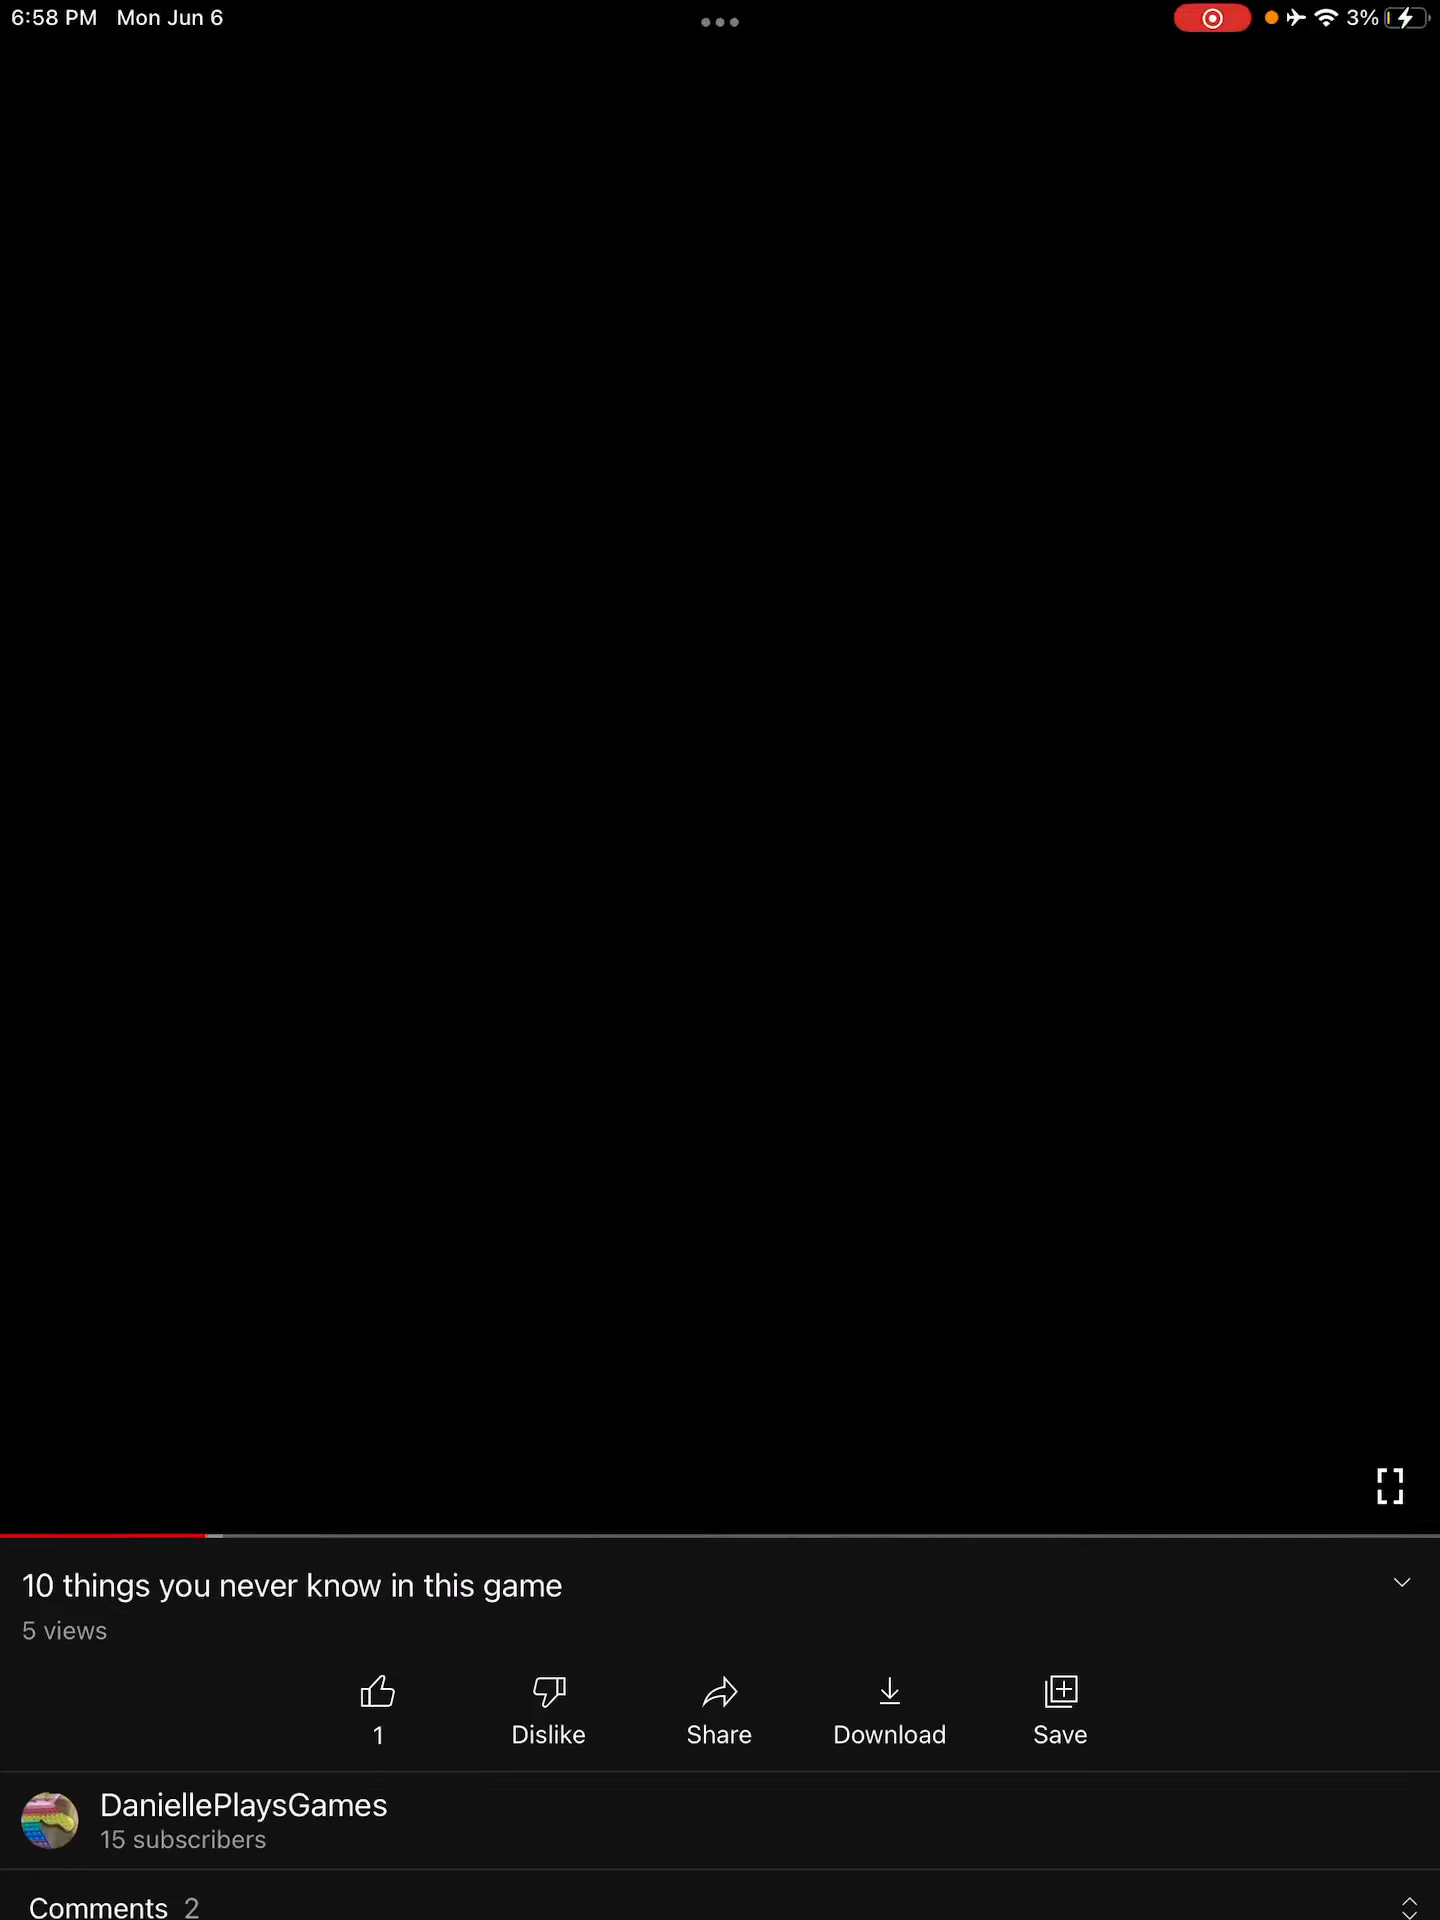 6:58 PM Mon Jun 6
3%
10 things you never know in this game
5 views
1 Dislike Share Download Save
DaniellePlaysGames
15 subscribers
Comments 2